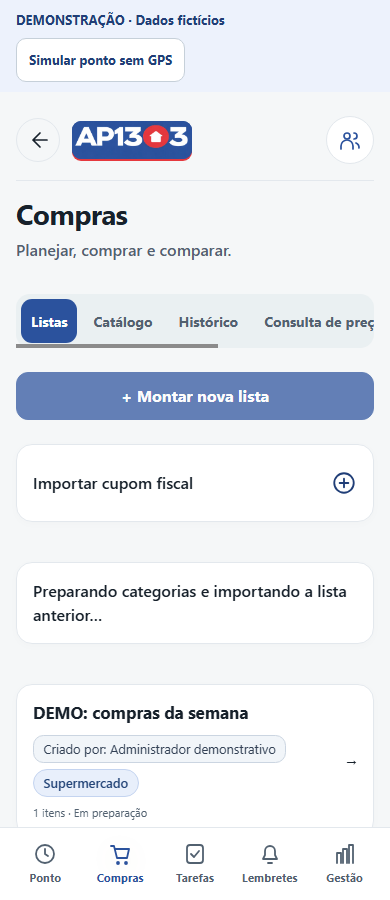 DEMONSTRAÇÃO · Dados fictícios
Simular ponto sem GPS
AP1303
Compras
Planejar, comprar e comparar.
Listas
Catálogo
Histórico
Consulta de preç
+ Montar nova lista
Importar cupom fiscal
Preparando categorias e importando a lista
anterior...
DEMO: compras da semana
Criado por: Administrador demonstrativo
→
Supermercado
1 itens · Em preparação
Ponto
Compras
Tarefas
Lembretes
Gestão